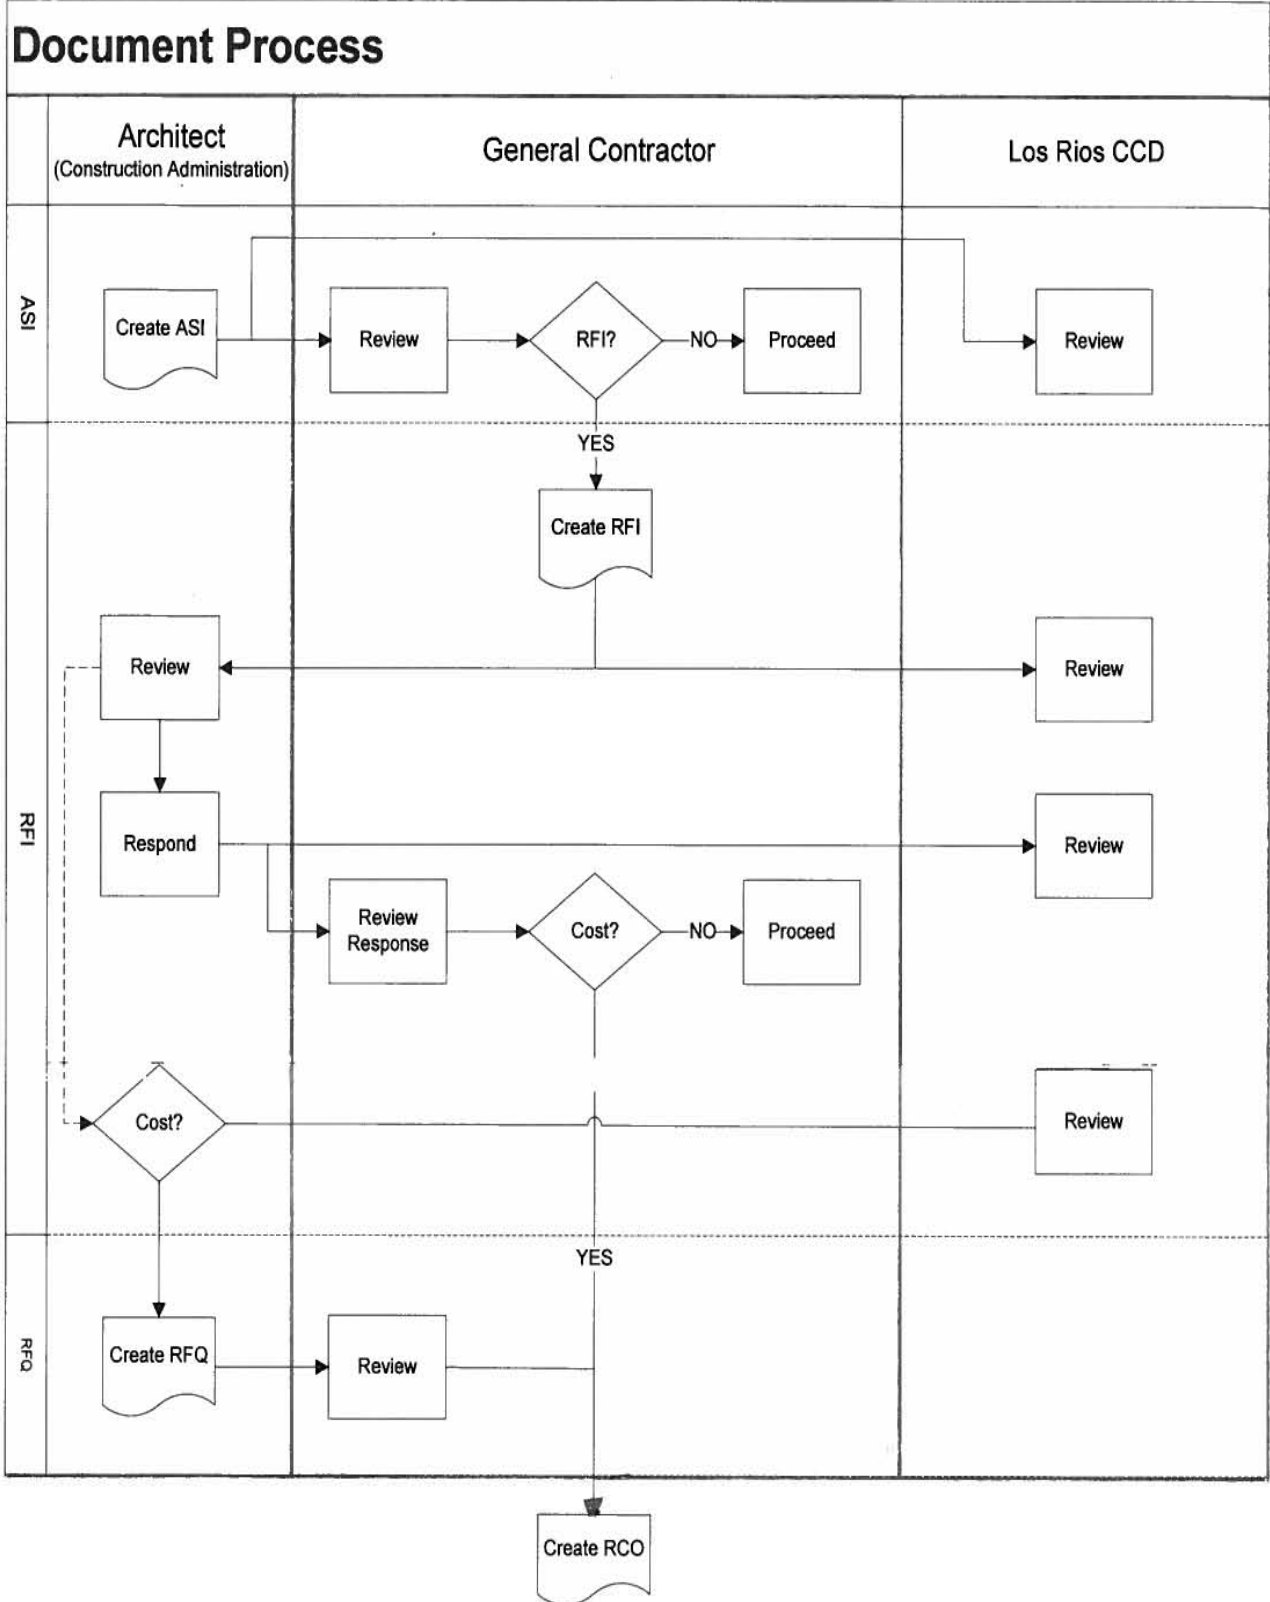 Document Process
Architect
(Construction Administration)
General Contractor
Los Rios CCD
ASI
Create ASI
Review
RFI?
NO
Proceed
Review
YES
Create RFI
RFI
Review
Review
Respond
Review
Review
Response
Cost?
NO
Proceed
Cost?
Review
YES
RFQ
Create RFQ
Review
Create RCO